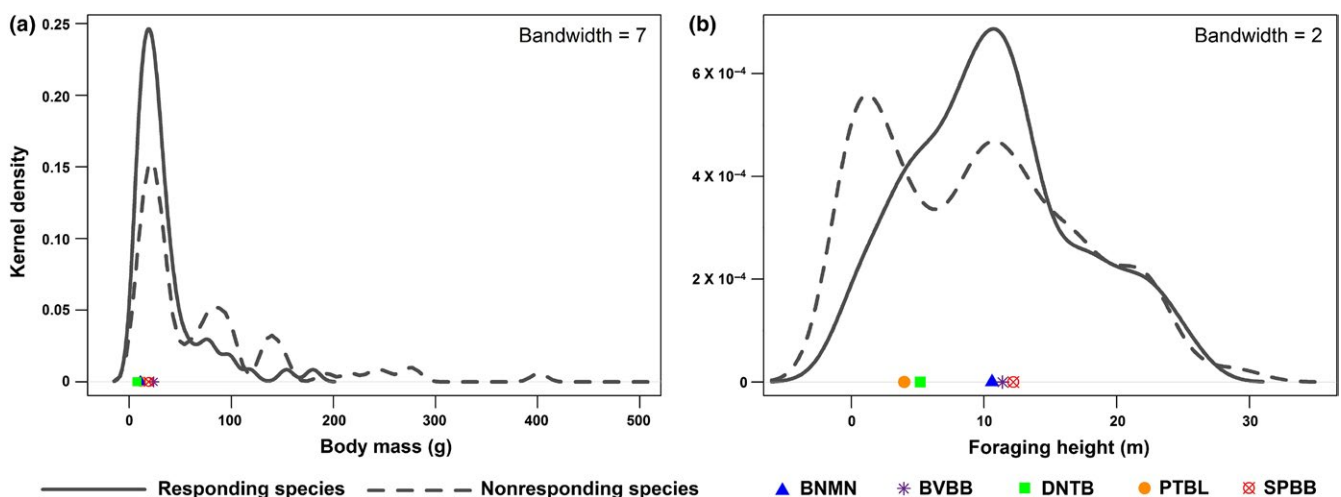 (a)
Bandwidth = 7
Kernel density
0.25
0.20
0.15
0.10
0.05
0
0 100 200 300 400 500
Body mass (g)
(b)
Bandwidth = 2
6 X 10⁻⁴
4 X 10⁻⁴
2 X 10⁻⁴
0
0 10 20 30
Foraging height (m)
Responding species Nonresponding species BNMN BVBB DNTB PTBL SPBB